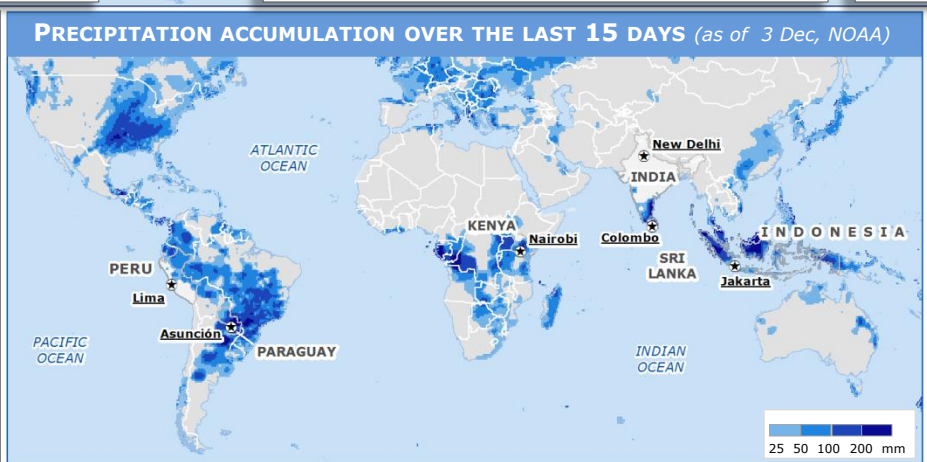 PRECIPITATION ACCUMULATION OVER THE LAST 15 DAYS (as of 3 Dec, NOAA)
ATLANTIC
OCEAN
New Delhi
INDIA
KENYA
Nairobi
Colombo
INDONESIA
SRI
LANKA
Jakarta
PERU
Lima
Asunción
PARAGUAY
PACIFIC
OCEAN
INDIAN
OCEAN
25 50 100 200 mm